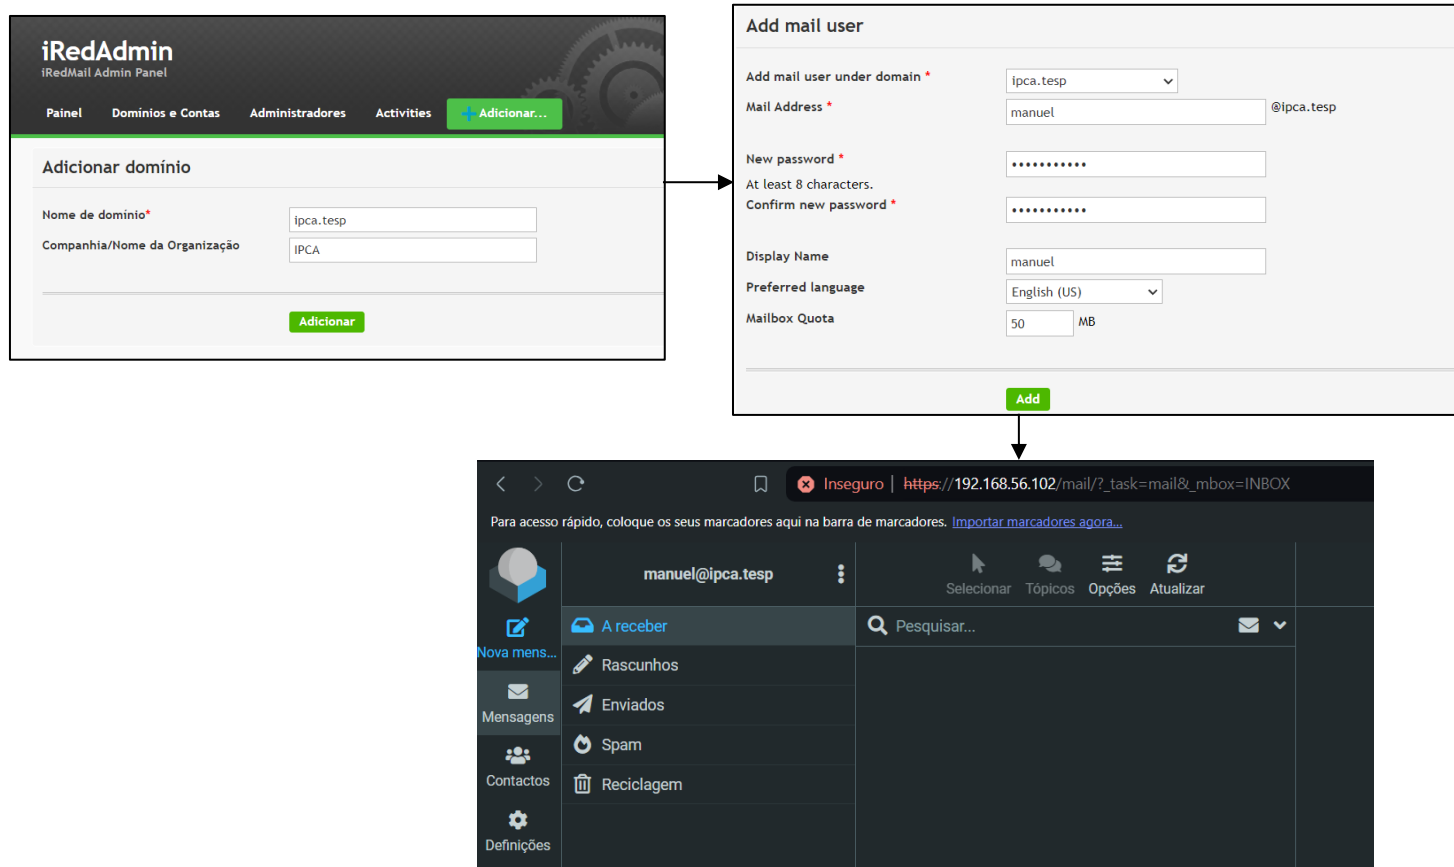 iRedAdmin
iRedMail Admin Panel
Painel Domínios e Contas Administradores Activities + Adicionar...
Adicionar domínio
Nome de domínio* ipca.tesp
Companhia/Nome da Organização IPCA
Adicionar
Add mail user
Add mail user under domain * ipca.tesp
Mail Address * manuel @ipca.tesp
New password * •••••••••••
At least 8 characters.
Confirm new password * •••••••••••
Display Name manuel
Preferred language English (US)
Mailbox Quota 50 MB
Add
Inseguro | https://192.168.56.102/mail/?_task=mail&_mbox=INBOX
Para acesso rápido, coloque os seus marcadores aqui na barra de marcadores. Importar marcadores agora...
manuel@ipca.tesp
Selecionar Tópicos Opções Atualizar
Nova mens...
Mensagens
Contactos
Definições
A receber
Rascunhos
Enviados
Spam
Reciclagem
Pesquisar...